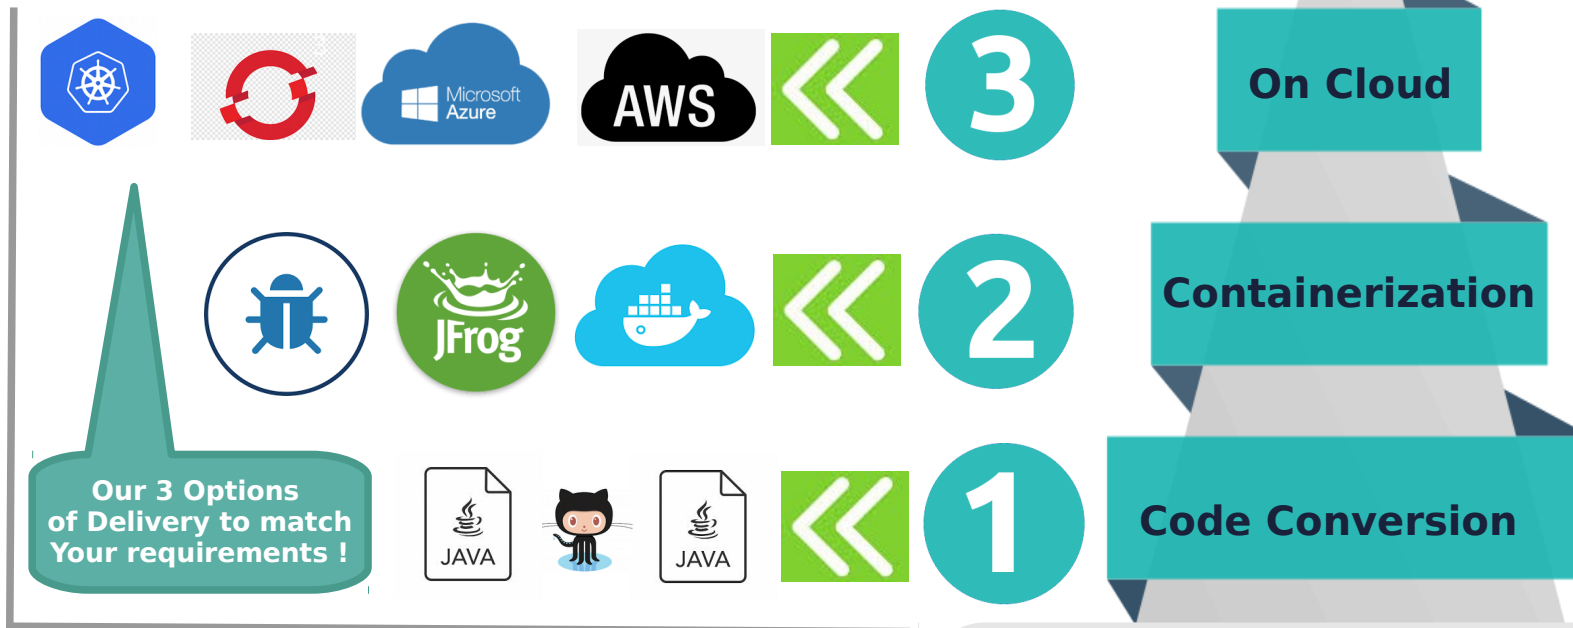 Microsoft
Azure
AWS
3
On Cloud
JFrog
2
Containerization
Our 3 Options
of Delivery to match
Your requirements !
JAVA
JAVA
1
Code Conversion